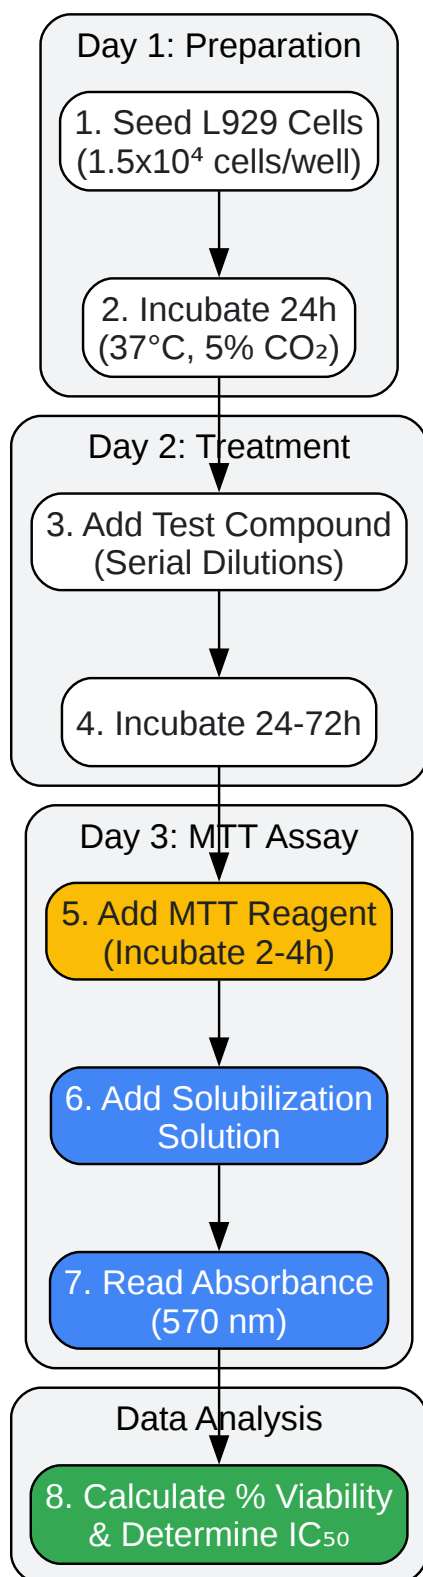 Day 1: Preparation
1. Seed L929 Cells
(1.5x10⁴ cells/well)
2. Incubate 24h
(37°C, 5% CO₂)
Day 2: Treatment
3. Add Test Compound
(Serial Dilutions)
4. Incubate 24-72h
Day 3: MTT Assay
5. Add MTT Reagent
(Incubate 2-4h)
6. Add Solubilization
Solution
7. Read Absorbance
(570 nm)
Data Analysis
8. Calculate % Viability
& Determine IC₅₀